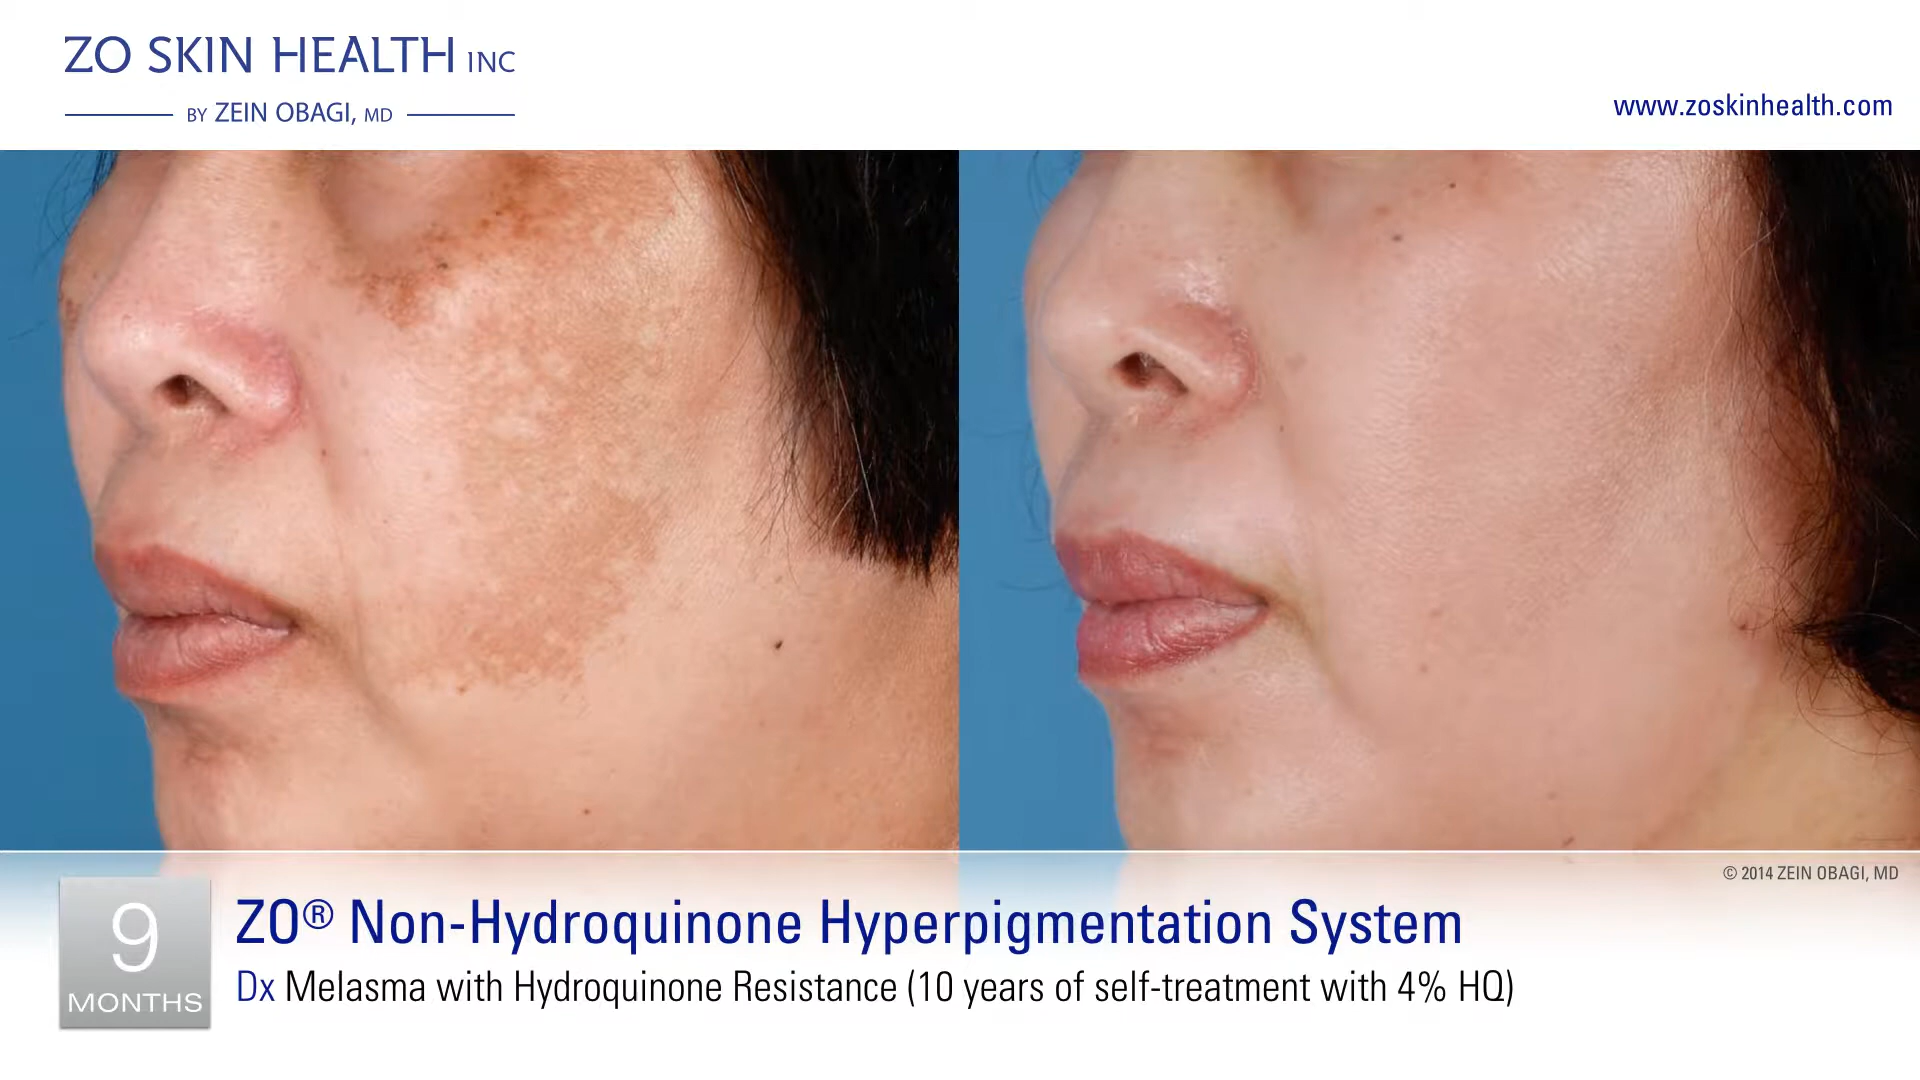 ZO SKIN HEALTH INC
BY ZEIN OBAGI, MD
www.zoskinhealth.com
© 2014 ZEIN OBAGI, MD
9
MONTHS
ZO® Non-Hydroquinone Hyperpigmentation System
Dx Melasma with Hydroquinone Resistance (10 years of self-treatment with 4% HQ)